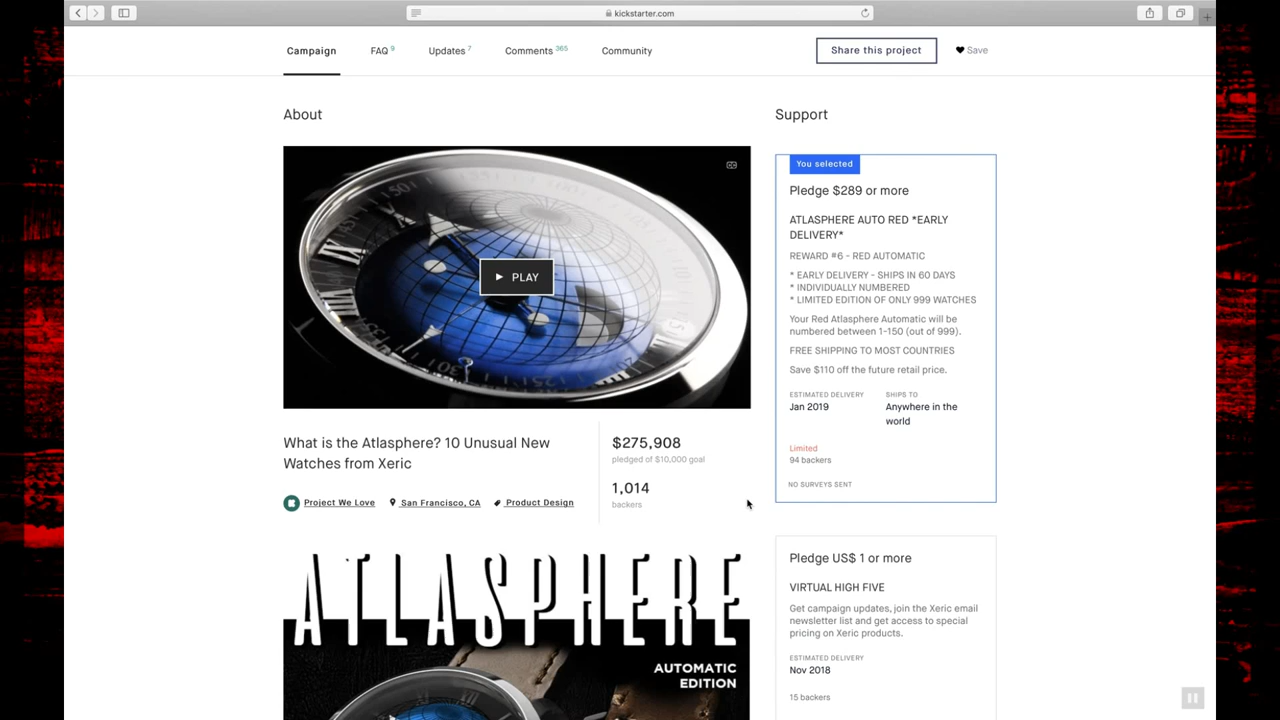 kickstarter.com
Campaign
FAQ 9
Updates 7
Comments 365
Community
Share this project
Save
About
Support
CC
PLAY
You selected
Pledge $289 or more
ATLASPHERE AUTO RED *EARLY
DELIVERY*
REWARD #6 - RED AUTOMATIC
* EARLY DELIVERY - SHIPS IN 60 DAYS
* INDIVIDUALLY NUMBERED
* LIMITED EDITION OF ONLY 999 WATCHES
Your Red Atlasphere Automatic will be
numbered between 1-150 (out of 999).
FREE SHIPPING TO MOST COUNTRIES
Save $110 off the future retail price.
ESTIMATED DELIVERY
Jan 2019
SHIPS TO
Anywhere in the
world
Limited
94 backers
NO SURVEYS SENT
What is the Atlasphere? 10 Unusual New
Watches from Xeric
Project We Love
San Francisco, CA
Product Design
$275,908
pledged of $10,000 goal
1,014
backers
ATLASPHERE
AUTOMATIC
EDITION
Pledge US$ 1 or more
VIRTUAL HIGH FIVE
Get campaign updates, join the Xeric email
newsletter list and get access to special
pricing on Xeric products.
ESTIMATED DELIVERY
Nov 2018
15 backers